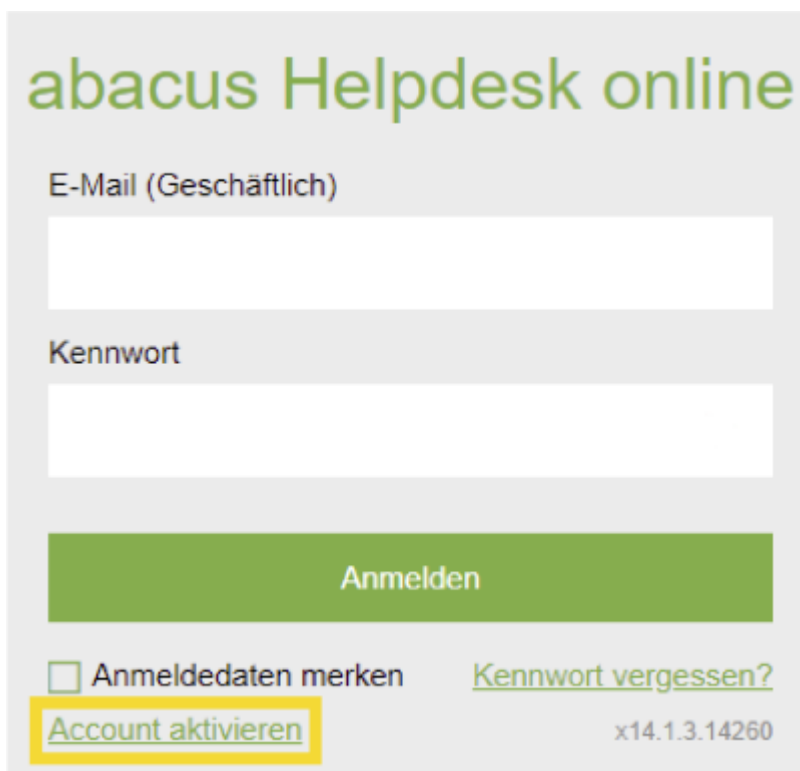 abacus Helpdesk online
E-Mail (Geschäftlich)
Kennwort
Anmelden
Anmeldedaten merken Kennwort vergessen?
Account aktivieren x14.1.3.14260